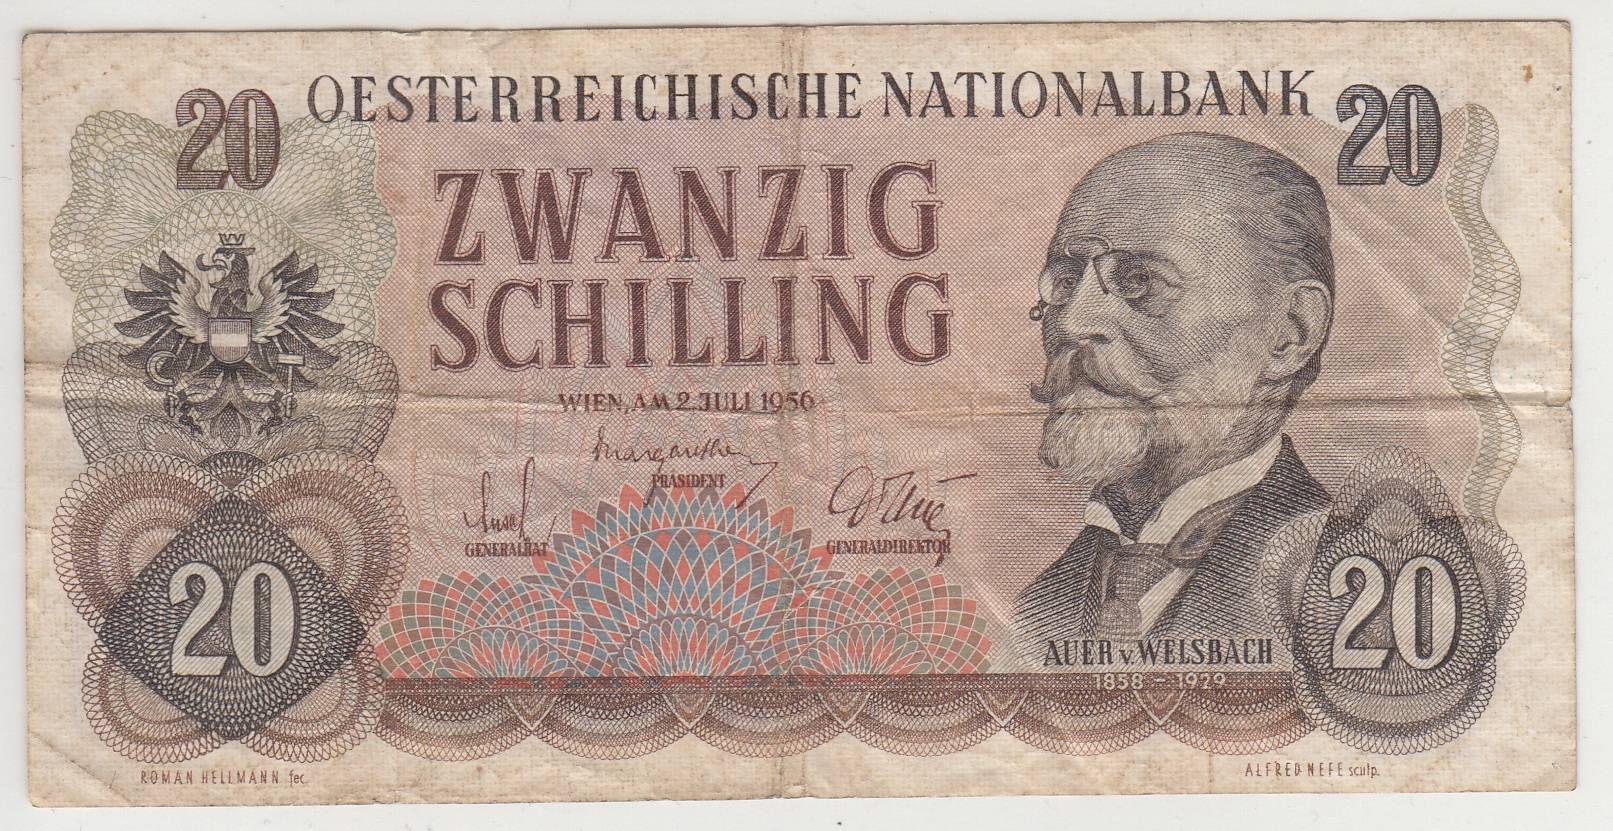 OESTERREICHISCHE NATIONALBANK
20
20
ZWANZIG
SCHILLING
WIEN, AM 2. JULI 1956
PRÄSIDENT
GENERALRAT
GENERALDIREKTOR
20
20
AUER v. WELSBACH
1858 - 1929
ROMAN HELLMANN fec.
ALFRED NEFE sculp.